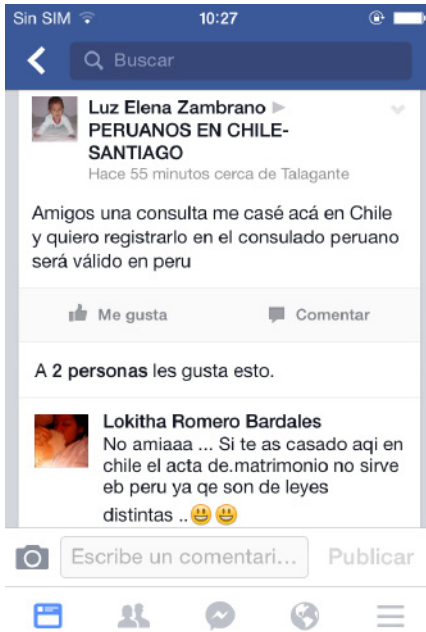 Sin SIM 10:27
Buscar
Luz Elena Zambrano ▶
PERUANOS EN CHILE-
SANTIAGO
Hace 55 minutos cerca de Talagante
Amigos una consulta me casé acá en Chile
y quiero registrarlo en el consulado peruano
será válido en peru
Me gusta Comentar
A 2 personas les gusta esto.
Lokitha Romero Bardales
No amiaaa ... Si te as casado aqi en
chile el acta de.matrimonio no sirve
eb peru ya qe son de leyes
distintas ..😃😃
Escribe un comentari... Publicar